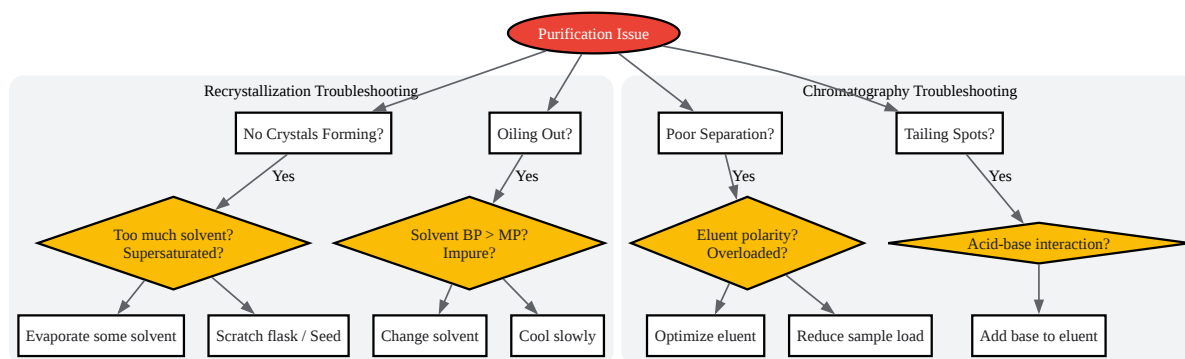 Purification Issue
Recrystallization Troubleshooting
Chromatography Troubleshooting
No Crystals Forming?
Oiling Out?
Poor Separation?
Tailing Spots?
Yes
Yes
Yes
Yes
Too much solvent?
Supersaturated?
Solvent BP > MP?
Impure?
Eluent polarity?
Overloaded?
Acid-base interaction?
Evaporate some solvent
Scratch flask / Seed
Change solvent
Cool slowly
Optimize eluent
Reduce sample load
Add base to eluent